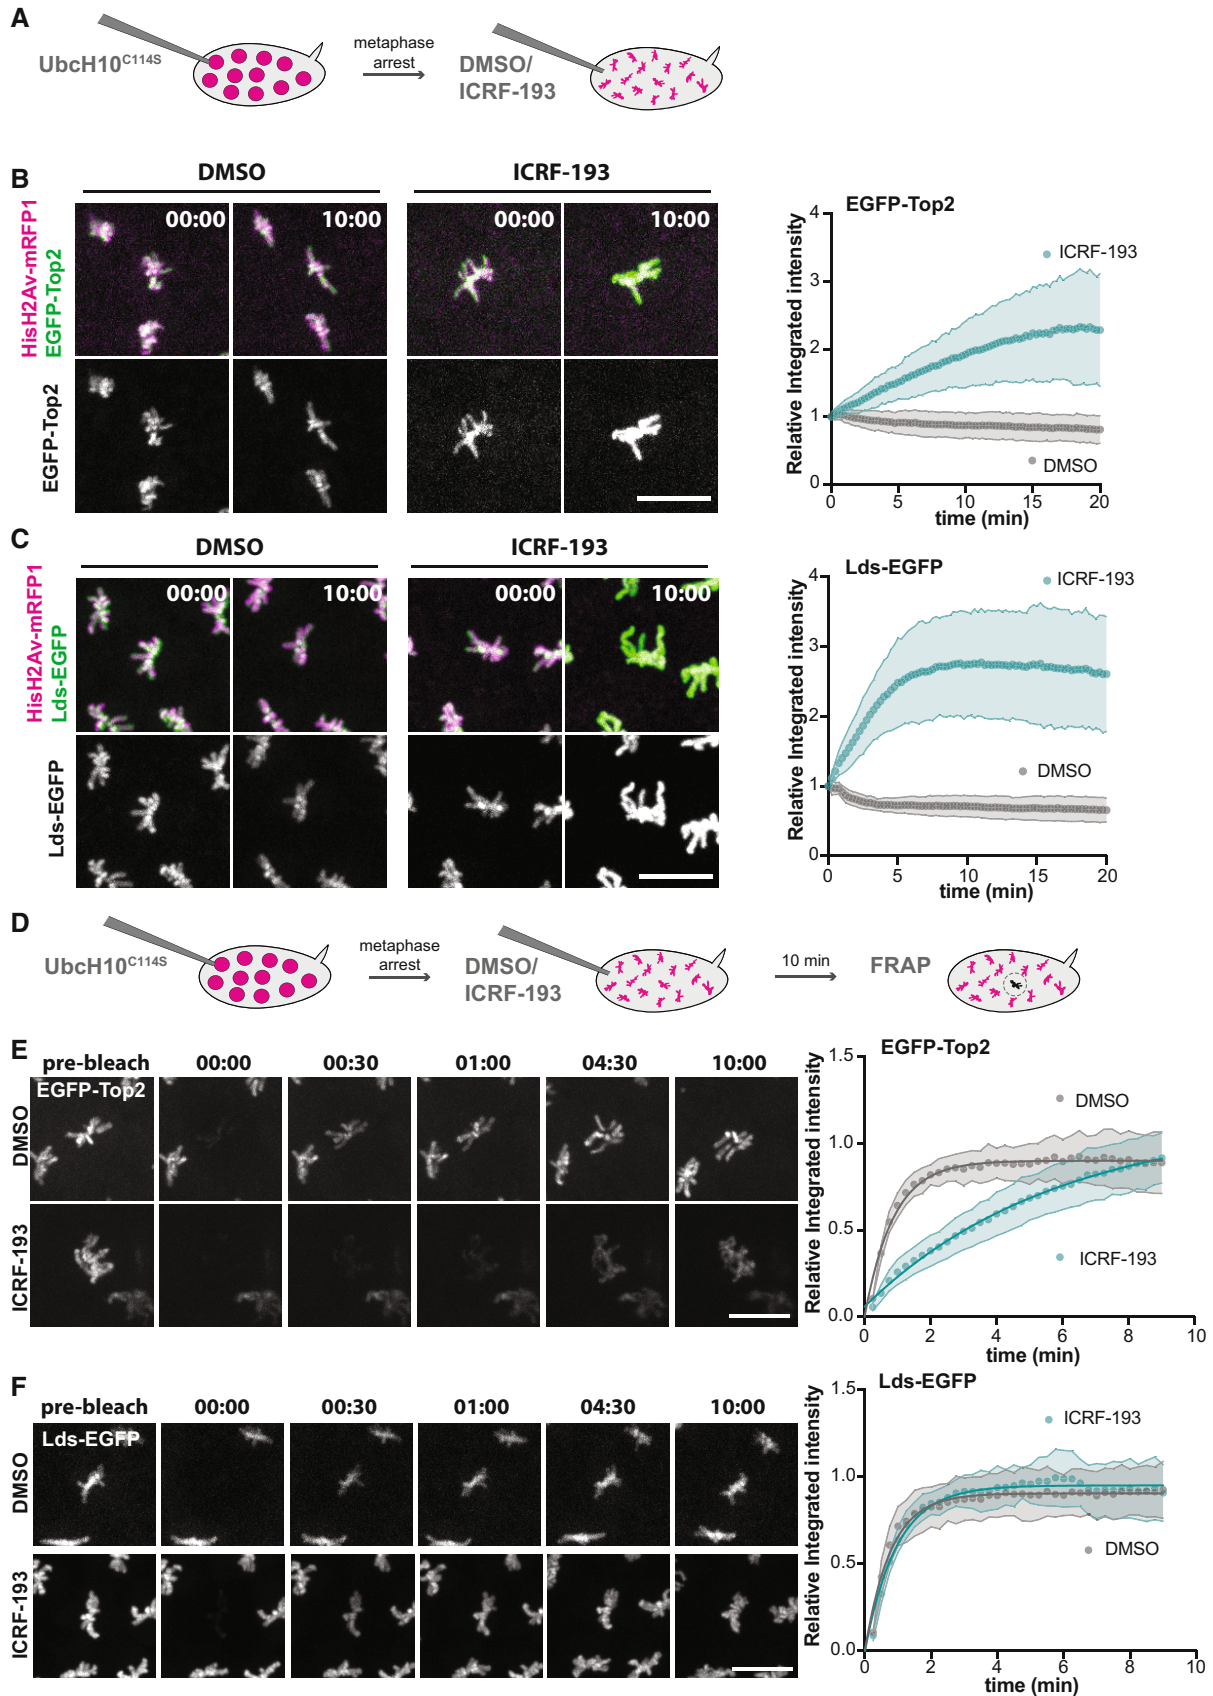 A
UbcH10C114S
metaphase
arrest
DMSO/
ICRF-193
B
DMSO
ICRF-193
HisH2Av-mRFP1
EGFP-Top2
00:00
10:00
00:00
10:00
EGFP-Top2
EGFP-Top2
Relative Integrated intensity
4
3
2
1
0
ICRF-193
DMSO
0 5 10 15 20
time (min)
C
DMSO
ICRF-193
HisH2Av-mRFP1
Lds-EGFP
00:00
10:00
00:00
10:00
Lds-EGFP
Lds-EGFP
Relative Integrated intensity
4
3
2
1
0
ICRF-193
DMSO
0 5 10 15 20
time (min)
D
UbcH10C114S
metaphase
arrest
DMSO/
ICRF-193
10 min
FRAP
E
pre-bleach 00:00 00:30 01:00 04:30 10:00
EGFP-Top2
DMSO
ICRF-193
EGFP-Top2
Relative Integrated intensity
1.5
1.0
0.5
0.0
DMSO
ICRF-193
0 2 4 6 8 10
time (min)
F
pre-bleach 00:00 00:30 01:00 04:30 10:00
Lds-EGFP
DMSO
ICRF-193
Lds-EGFP
Relative Integrated intensity
1.5
1.0
0.5
0.0
ICRF-193
DMSO
0 2 4 6 8 10
time (min)